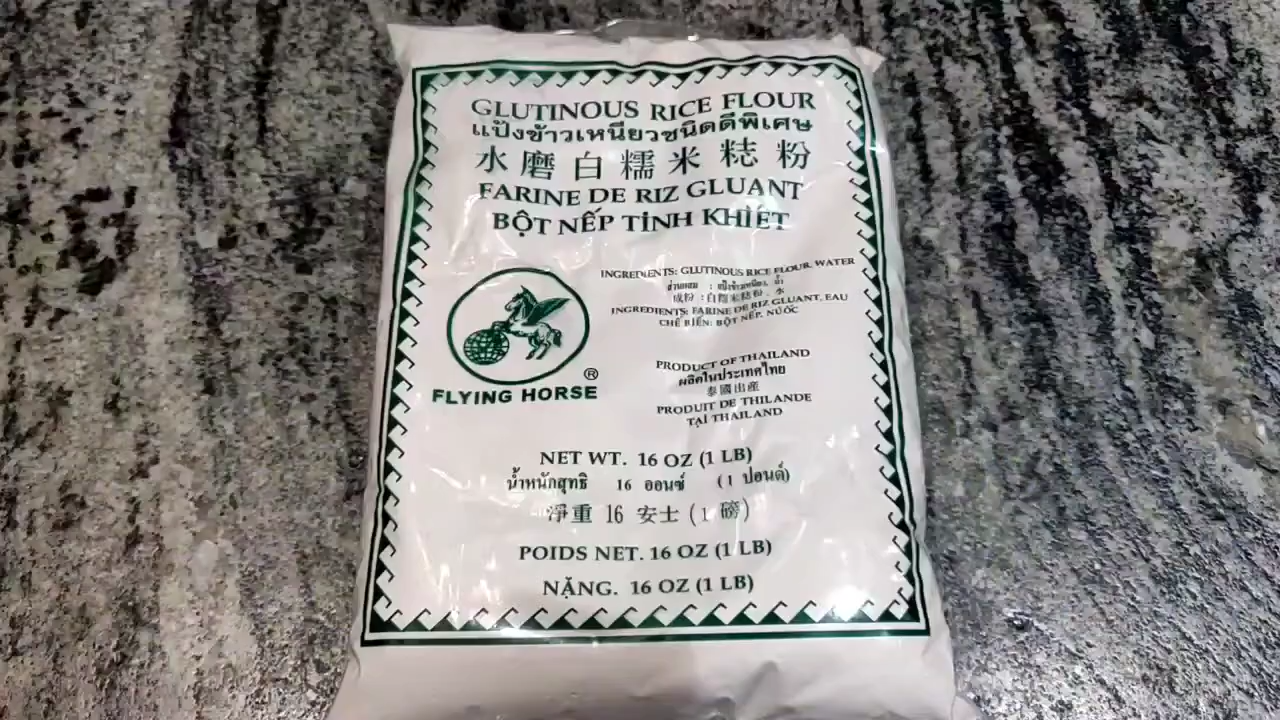 GLUTINOUS RICE FLOUR
แป้งข้าวเหนียวชนิดดีพิเศษ
水磨白糯米粉
FARINE DE RIZ GLUANT
BỘT NẾP TINH KHIẾT
INGREDIENTS: GLUTINOUS RICE FLOUR, WATER
ส่วนผสม : แป้งข้าวเหนียว, น้ำ
成粉 :白糯米粉 . 水
INGREDIENTS: FARINE DE RIZ GLUANT, EAU
CHẾ BIẾN: BỘT NẾP, NƯỚC
PRODUCT OF THAILAND
ผลิตในประเทศไทย
泰國出產
PRODUIT DE THILANDE
TẠI THAILAND
®
FLYING HORSE
NET WT. 16 OZ (1 LB)
น้ำหนักสุทธิ 16 ออนซ์ (1 ปอนด์)
淨重 16 安士 (1 磅)
POIDS NET. 16 OZ (1 LB)
NẶNG. 16 OZ (1 LB)